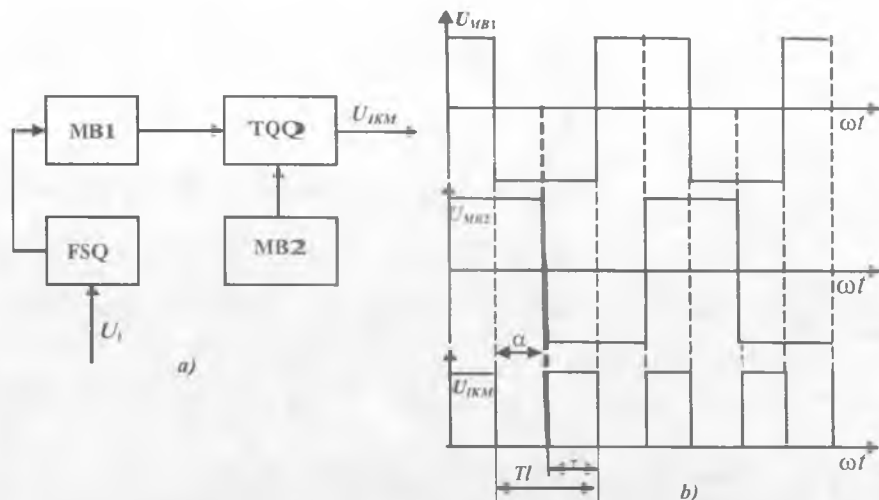 MB1
TQQ
U_IKM
FSQ
MB2
U_i
a)
U_MB1
ωt
U_MB2
ωt
α
U_IKM
ωt
τ
Tl
b)